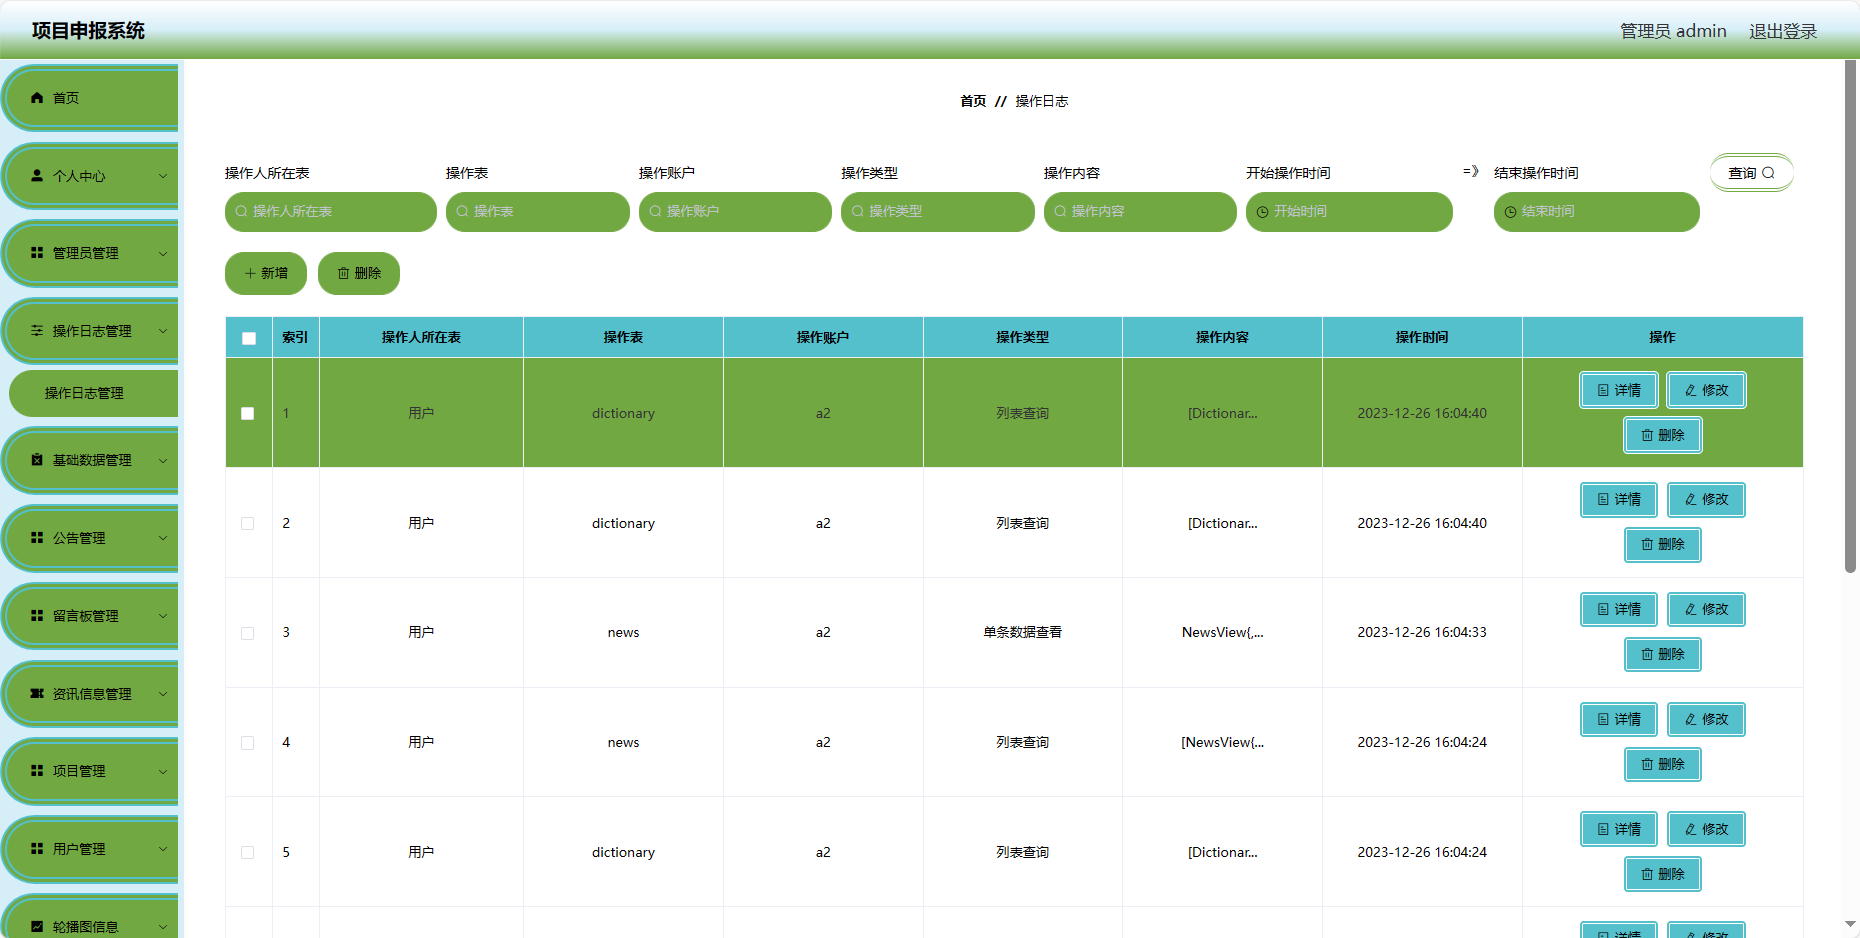 项目申报系统
管理员 admin 退出登录
首页
个人中心
管理员管理
操作日志管理
操作日志管理
基础数据管理
公告管理
留言板管理
资讯信息管理
项目管理
用户管理
轮播图信息
首页 // 操作日志
操作人所在表 操作表 操作账户 操作类型 操作内容 开始操作时间 =》 结束操作时间 查询
操作人所在表 操作表 操作账户 操作类型 操作内容 开始时间 结束时间
新增 删除
索引 操作人所在表 操作表 操作账户 操作类型 操作内容 操作时间 操作
1 用户 dictionary a2 列表查询 [Dictionar... 2023-12-26 16:04:40 详情 修改
删除
2 用户 dictionary a2 列表查询 [Dictionar... 2023-12-26 16:04:40 详情 修改
删除
3 用户 news a2 单条数据查看 NewsView{,... 2023-12-26 16:04:33 详情 修改
删除
4 用户 news a2 列表查询 [NewsView{... 2023-12-26 16:04:24 详情 修改
删除
5 用户 dictionary a2 列表查询 [Dictionar... 2023-12-26 16:04:24 详情 修改
删除
详情 修改